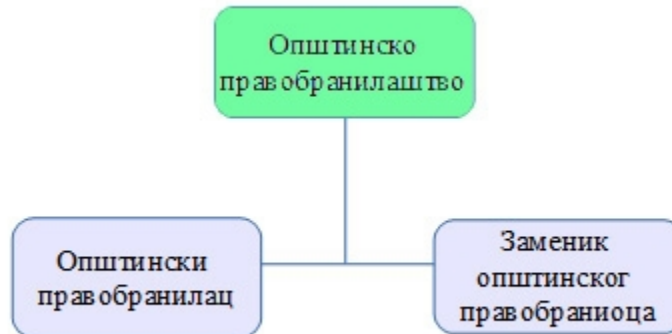 Општинско
правобранилаштво
Општински
правобранилац
Заменик
општинског
правобраниоца